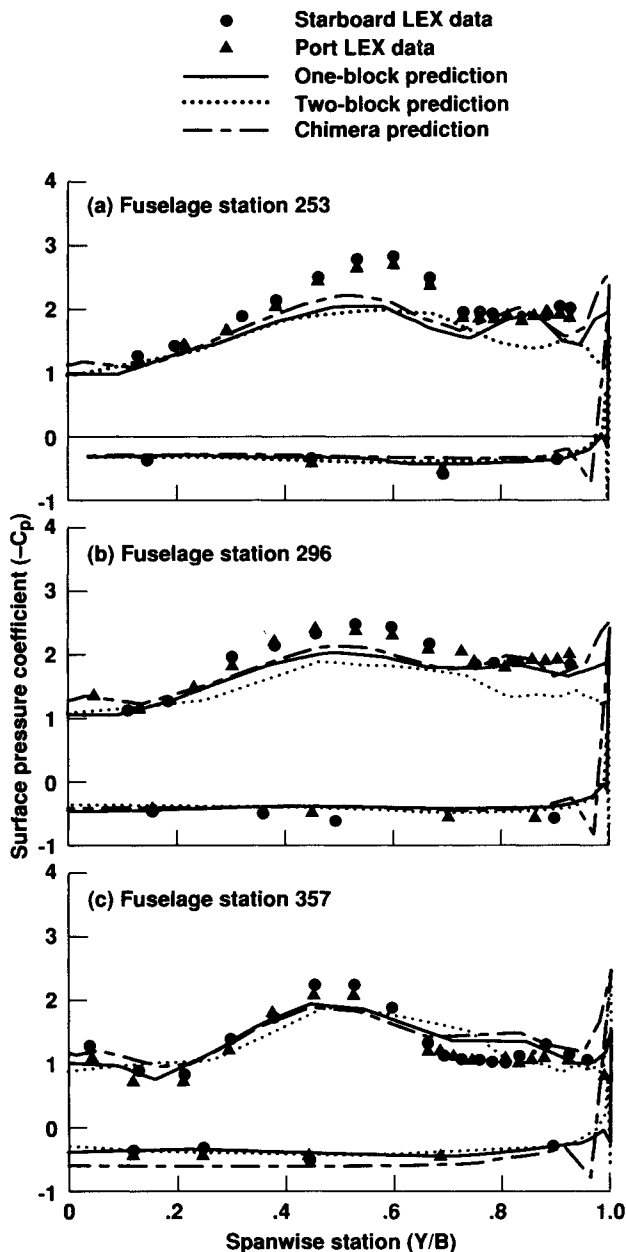 Starboard LEX data
Port LEX data
One-block prediction
Two-block prediction
Chimera prediction
4
(a) Fuselage station 253
3
2
1
0
-1
Surface pressure coefficient (–Cp)
4
(b) Fuselage station 296
3
2
1
0
-1
4
(c) Fuselage station 357
3
2
1
0
-1
0 .2 .4 .6 .8 1.0
Spanwise station (Y/B)